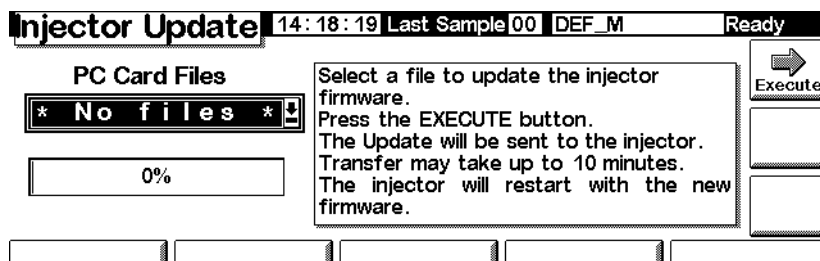 Injector Update 14:18:19 Last Sample 00 DEF_M Ready
PC Card Files
* No files *
0%
Select a file to update the injector
firmware.
Press the EXECUTE button.
The Update will be sent to the injector.
Transfer may take up to 10 minutes.
The injector will restart with the new
firmware.
Execute